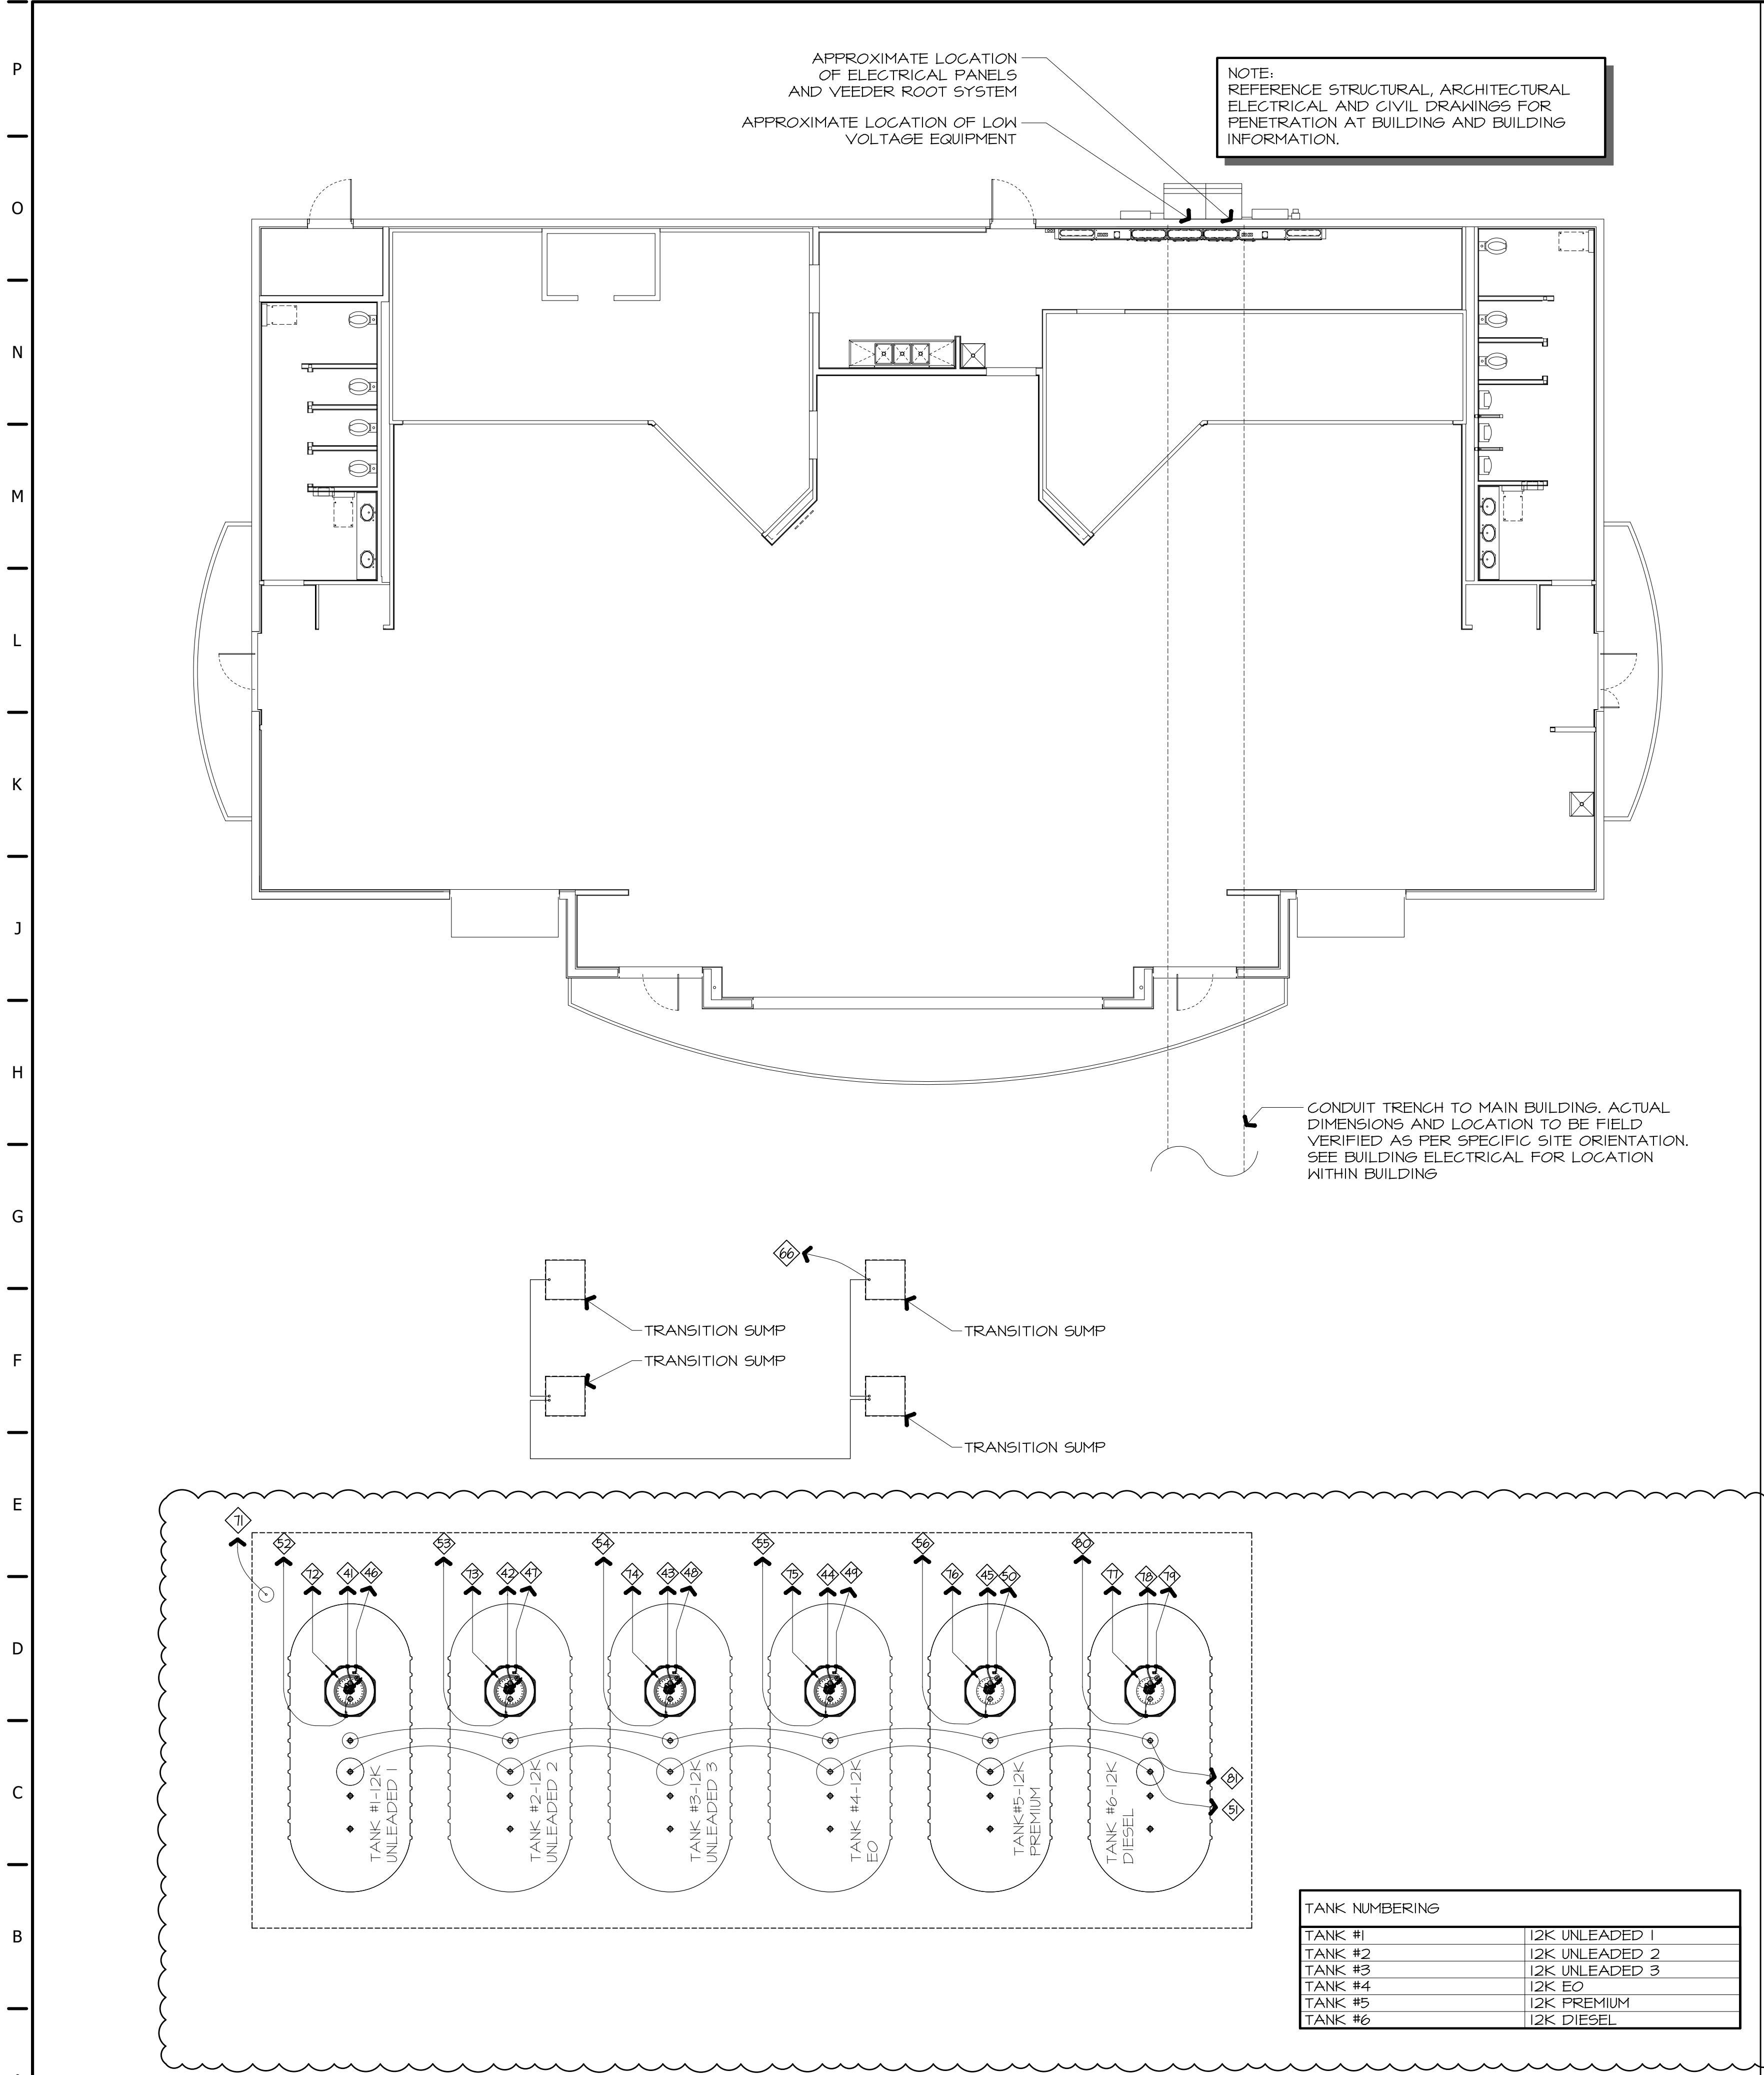 P
APPROXIMATE LOCATION
OF ELECTRICAL PANELS
AND VEEDER ROOT SYSTEM
APPROXIMATE LOCATION OF LOW
VOLTAGE EQUIPMENT
NOTE:
REFERENCE STRUCTURAL, ARCHITECTURAL
ELECTRICAL AND CIVIL DRAWINGS FOR
PENETRATION AT BUILDING AND BUILDING
INFORMATION.
O
N
M
L
K
J
H
CONDUIT TRENCH TO MAIN BUILDING. ACTUAL
DIMENSIONS AND LOCATION TO BE FIELD
VERIFIED AS PER SPECIFIC SITE ORIENTATION.
SEE BUILDING ELECTRICAL FOR LOCATION
WITHIN BUILDING
G
66
TRANSITION SUMP
TRANSITION SUMP
F
TRANSITION SUMP
TRANSITION SUMP
E
71
52
53
54
55
56
80
72
41
46
73
42
47
74
43
48
75
44
49
76
45
50
77
78
79
D
C
TANK #1-12K
UNLEADED 1
TANK #2-12K
UNLEADED 2
TANK #3-12K
UNLEADED 3
TANK #4-12K
EO
TANK#5-12K
PREMIUM
TANK #6-12K
DIESEL
81
51
B
TANK NUMBERING
TANK #1 12K UNLEADED 1
TANK #2 12K UNLEADED 2
TANK #3 12K UNLEADED 3
TANK #4 12K EO
TANK #5 12K PREMIUM
TANK #6 12K DIESEL